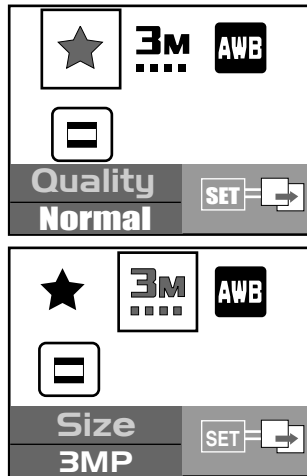 3M AWB
Quality
Normal
SET=
3M AWB
Size
3MP
SET=